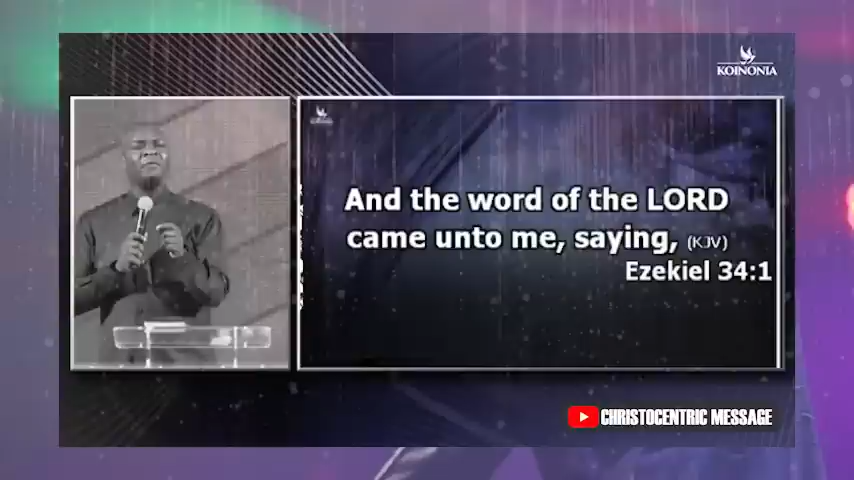 KOINONIA
And the word of the LORD
came unto me, saying, (KJV)
Ezekiel 34:1
CHRISTOCENTRIC MESSAGE